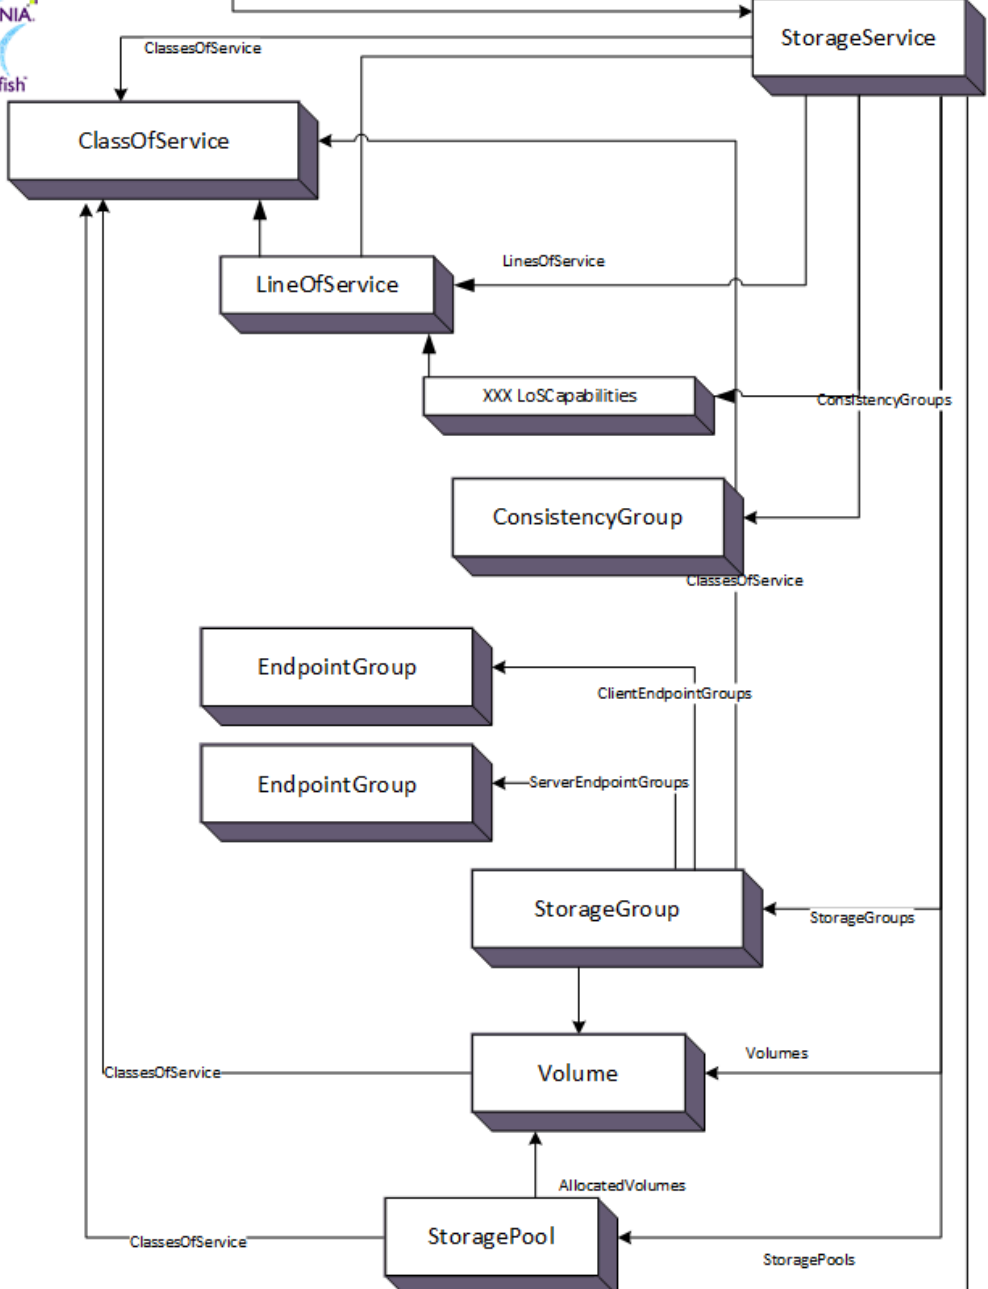 NIA.
fish
StorageService
ClassesOfService
ClassOfService
LinesOfService
LineOfService
XXX LoSCapabilities
ConsistencyGroups
ConsistencyGroup
ClassesOfService
EndpointGroup
ClientEndpointGroups
EndpointGroup
ServerEndpointGroups
StorageGroup
StorageGroups
Volumes
ClassesOfService
Volume
AllocatedVolumes
StoragePool
ClassesOfService
StoragePools